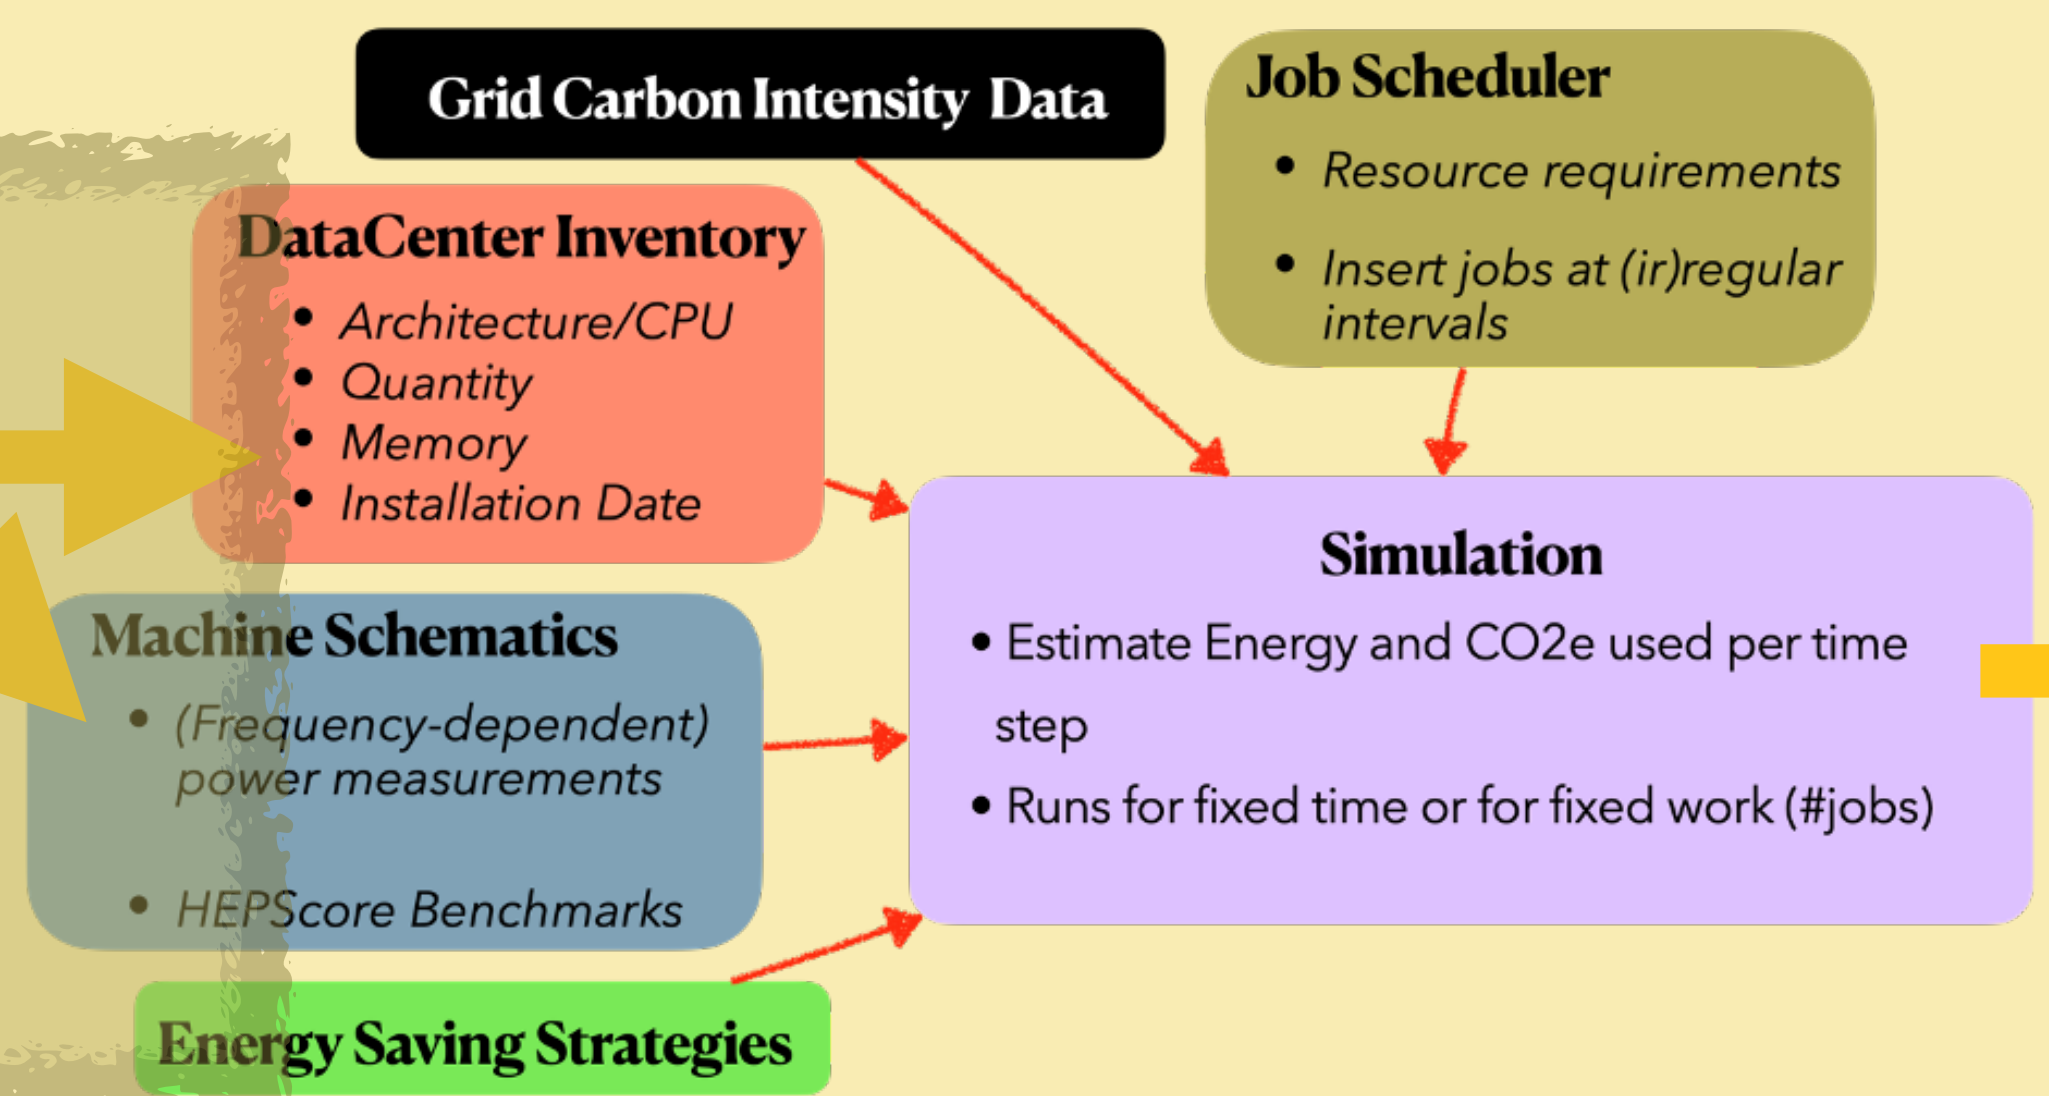 Grid Carbon Intensity Data
Job Scheduler
• Resource requirements
• Insert jobs at (ir)regular
intervals
DataCenter Inventory
• Architecture/CPU
• Quantity
• Memory
• Installation Date
Simulation
• Estimate Energy and CO2e used per time
step
• Runs for fixed time or for fixed work (#jobs)
Machine Schematics
• (Frequency-dependent)
power measurements
• HEPScore Benchmarks
Energy Saving Strategies